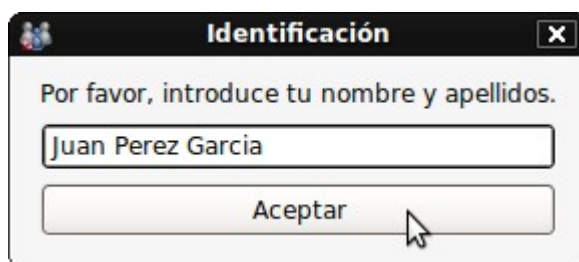 Identificación
Por favor, introduce tu nombre y apellidos.
Juan Perez Garcia
Aceptar